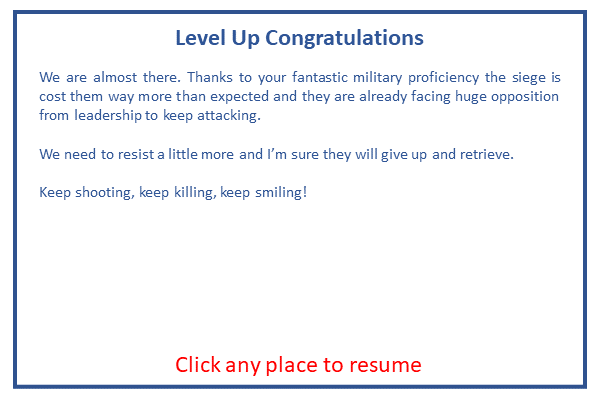 Level Up Congratulations
We are almost there. Thanks to your fantastic military proficiency the siege is
cost them way more than expected and they are already facing huge opposition
from leadership to keep attacking.
We need to resist a little more and I'm sure they will give up and retrieve.
Keep shooting, keep killing, keep smiling!
Click any place to resume